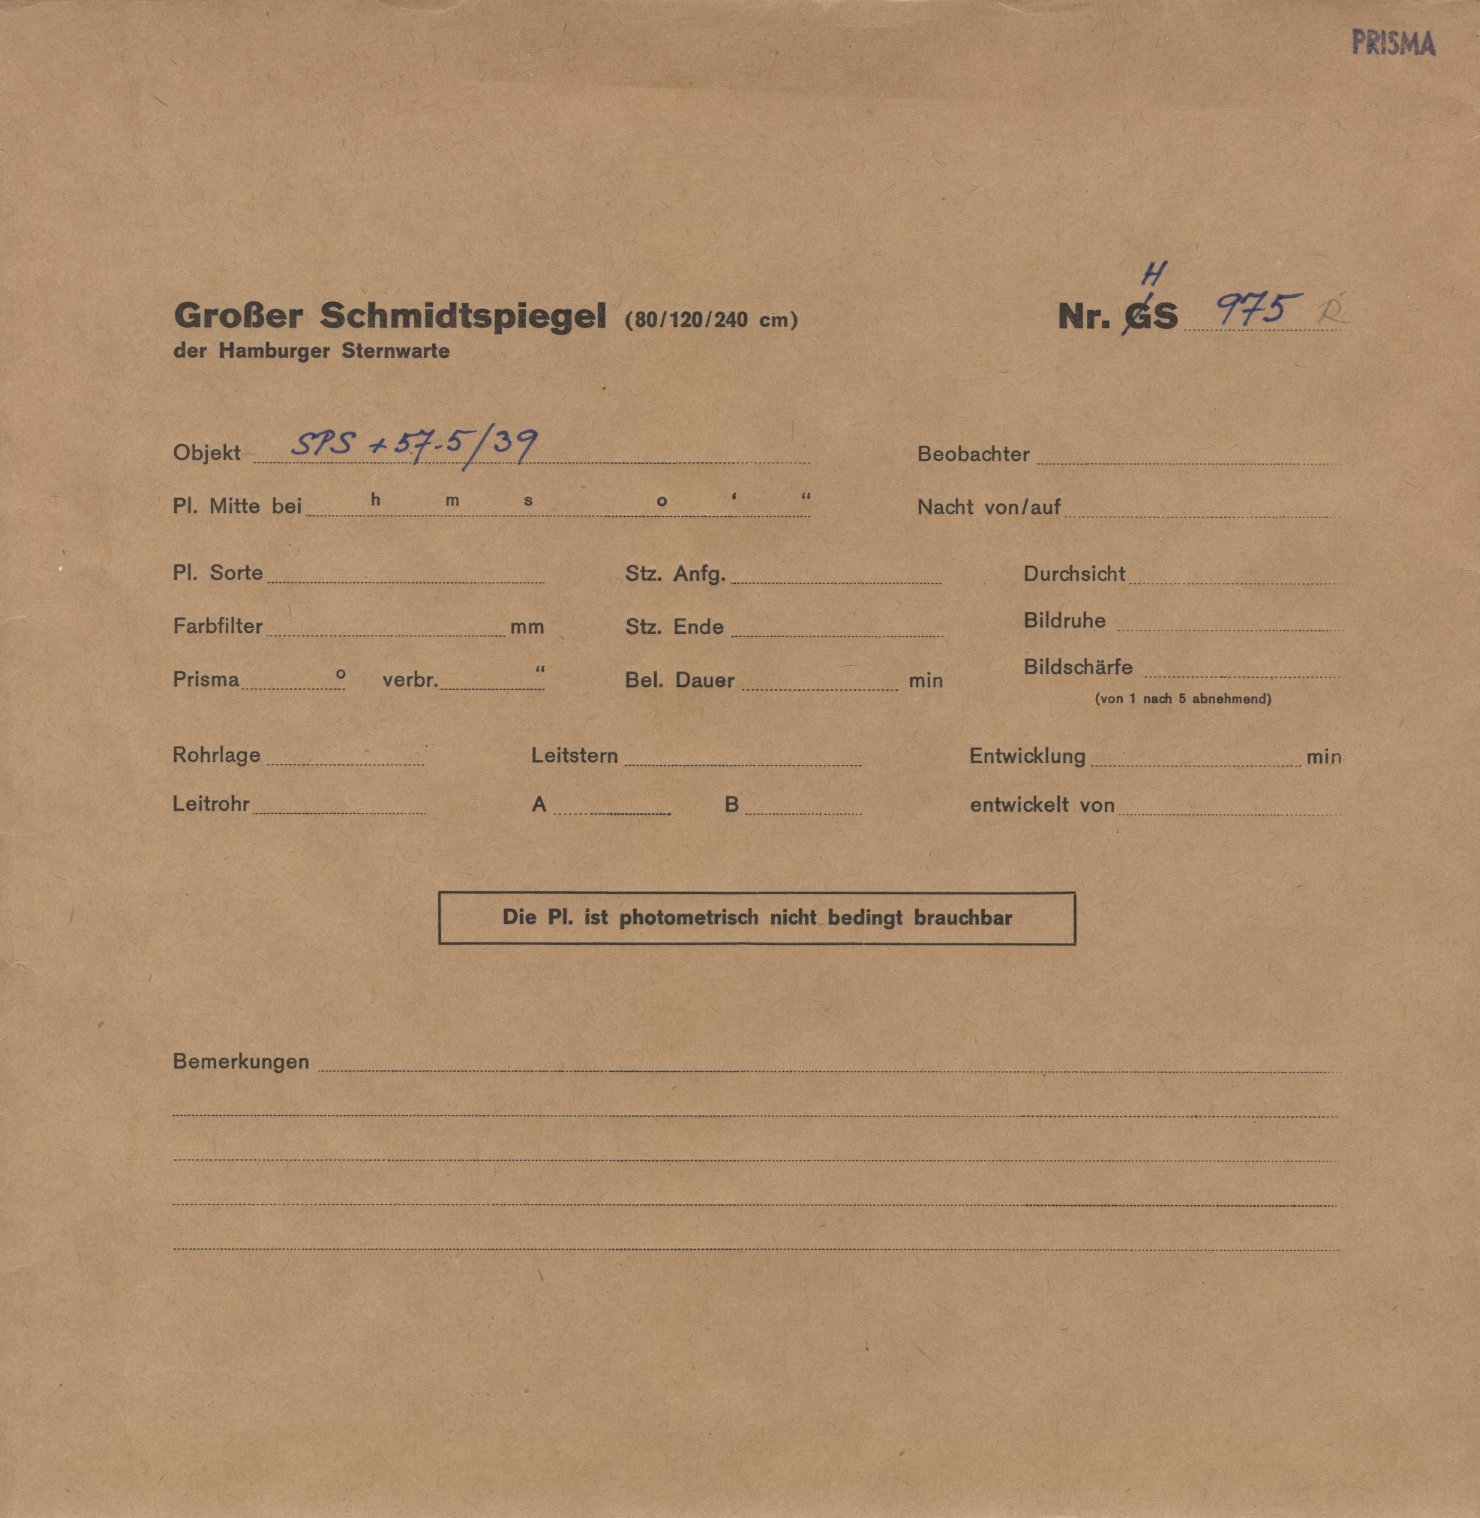 PRISMA
H
Großer Schmidtspiegel (80/120/240 cm) Nr. GS 975 R
der Hamburger Sternwarte
Objekt SPS +57.5/39 Beobachter
Pl. Mitte bei h m s o ‘ “ Nacht von/auf
Pl. Sorte Stz. Anfg. Durchsicht
Farbfilter mm Stz. Ende Bildruhe
Prisma o verbr. “ Bel. Dauer min Bildschärfe
(von 1 nach 5 abnehmend)
Rohrlage Leitstern Entwicklung min
Leitrohr A B entwickelt von
Die Pl. ist photometrisch nicht bedingt brauchbar
Bemerkungen